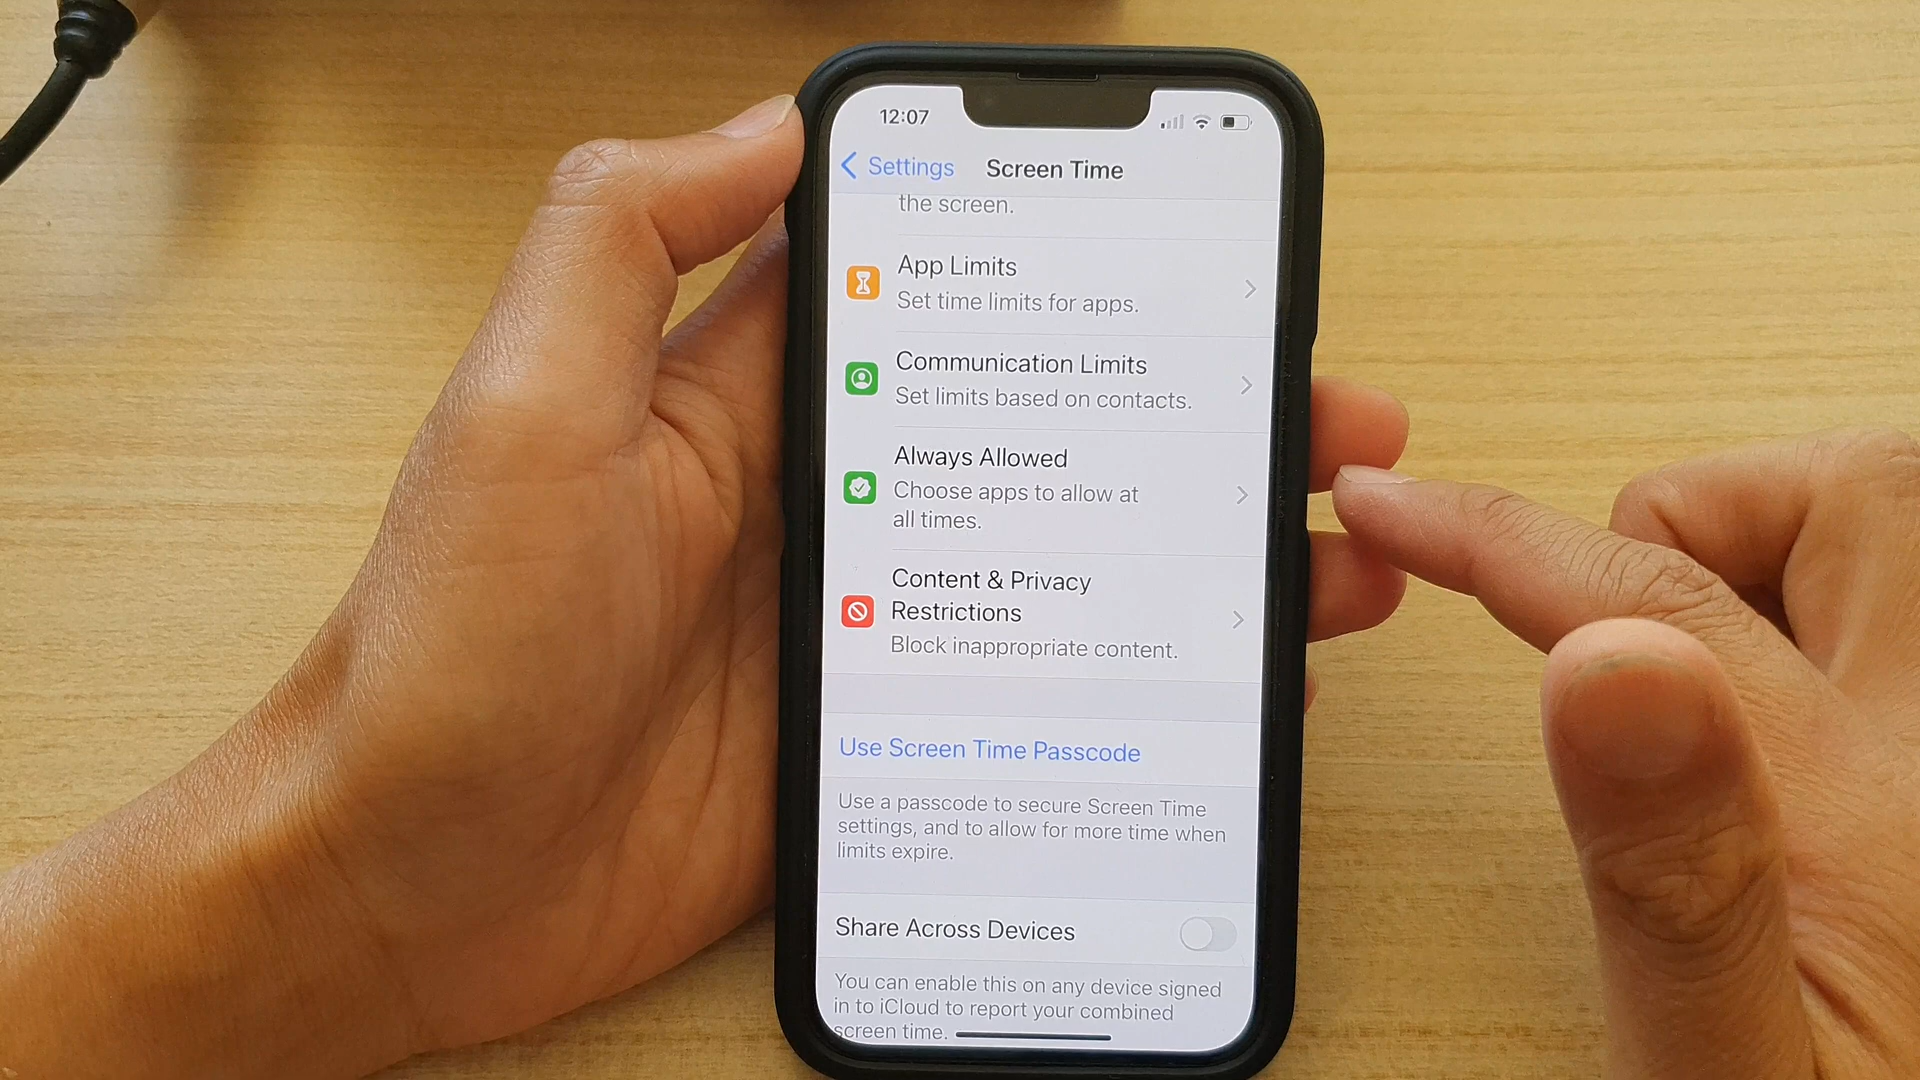 12:07
Settings
Screen Time
the screen.
App Limits
Set time limits for apps.
Communication Limits
Set limits based on contacts.
Always Allowed
Choose apps to allow at
all times.
Content & Privacy
Restrictions
Block inappropriate content.
Use Screen Time Passcode
Use a passcode to secure Screen Time
settings, and to allow for more time when
limits expire.
Share Across Devices
You can enable this on any device signed
in to iCloud to report your combined
screen time.